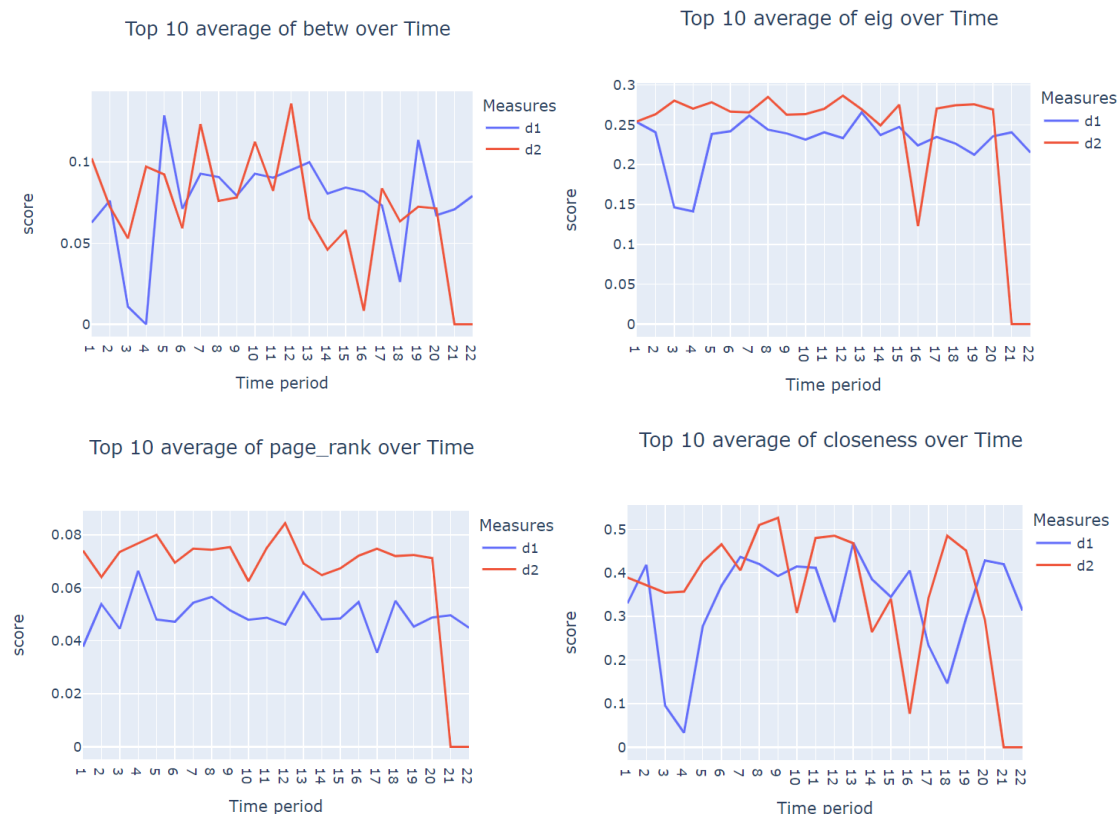 Top 10 average of betw over Time
score
0.1
0.05
0
1 2 3 4 5 6 7 8 9 10 11 12 13 14 15 16 17 18 19 20 21 22
Time period
Measures
d1
d2
Top 10 average of eig over Time
score
0.3
0.25
0.2
0.15
0.1
0.05
0
1 2 3 4 5 6 7 8 9 10 11 12 13 14 15 16 17 18 19 20 21 22
Time period
Measures
d1
d2
Top 10 average of page_rank over Time
score
0.08
0.06
0.04
0.02
0
1 2 3 4 5 6 7 8 9 10 11 12 13 14 15 16 17 18 19 20 21 22
Time period
Measures
d1
d2
Top 10 average of closeness over Time
score
0.5
0.4
0.3
0.2
0.1
0
1 2 3 4 5 6 7 8 9 10 11 12 13 14 15 16 17 18 19 20 21 22
Time period
Measures
d1
d2